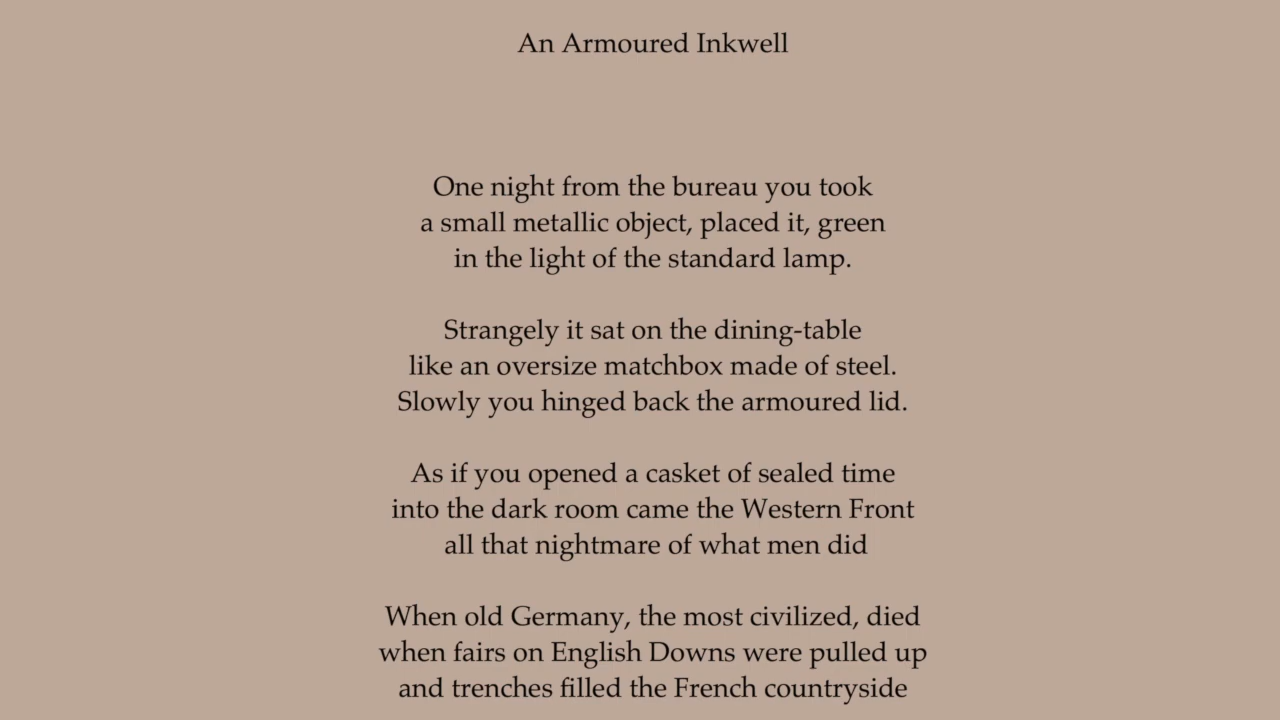 An Armoured Inkwell
One night from the bureau you took
a small metallic object, placed it, green
in the light of the standard lamp.
Strangely it sat on the dining-table
like an oversize matchbox made of steel.
Slowly you hinged back the armoured lid.
As if you opened a casket of sealed time
into the dark room came the Western Front
all that nightmare of what men did
When old Germany, the most civilized, died
when fairs on English Downs were pulled up
and trenches filled the French countryside